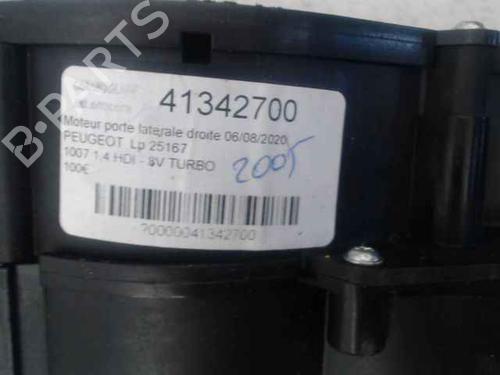 B-PARTS
41342700
Moteur porte laterale droite 06/08/2020
PEUGEOT Lp 25167
1007 1.4 HDI - 8V TURBO
100€
2005
20000041342700